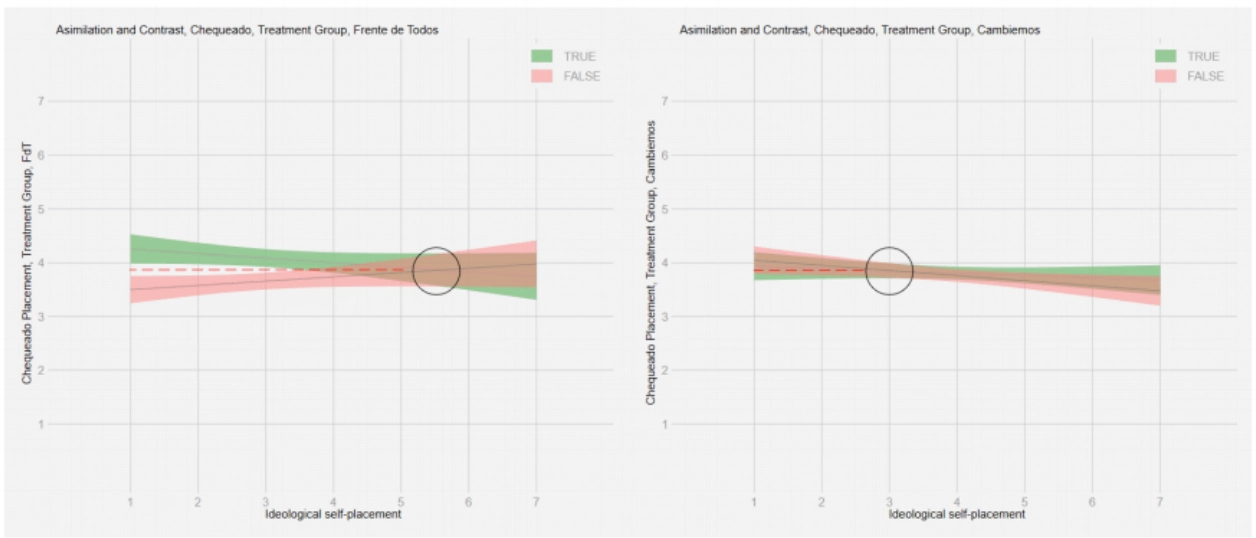 Asimilation and Contrast, Chequeado, Treatment Group, Frente de Todos
TRUE
FALSE
Chequeado Placement, Treatment Group, FdT
7
6
5
4
3
2
1
1 2 3 4 5 6 7
Ideological self-placement
Asimilation and Contrast, Chequeado, Treatment Group, Cambiemos
TRUE
FALSE
Chequeado Placement, Treatment Group, Cambiemos
7
6
5
4
3
2
1
1 2 3 4 5 6 7
Ideological self-placement